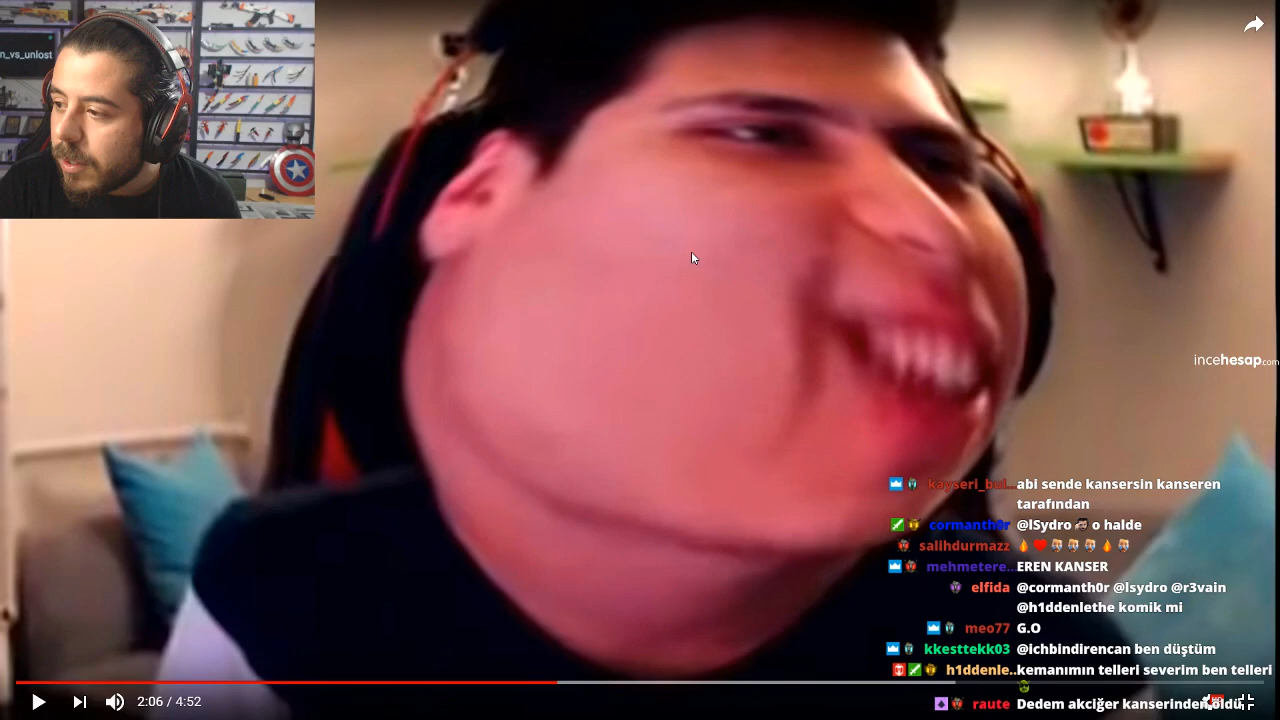 n_vs_unlost
incehesap.com
kayseri_bul... abi sende kansersin kanseren
tarafından
cormanth0r @lSydro o halde
salihdurmazz
mehmetere... EREN KANSER
elfida @cormanth0r @lsydro @r3vain
@h1ddenlethe komik mi
meo77 G.O
kkesttekk03 @ichbindirencan ben düştüm
h1ddenle... kemanımın telleri severim ben telleri
raute Dedem akciğer kanserinden öldü
2:06 / 4:52